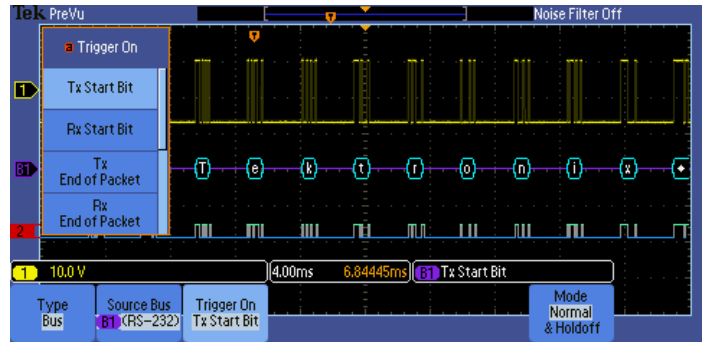 Tek PreVu
Noise Filter Off
T
T
a Trigger On
Tx Start Bit
Rx Start Bit
Tx
End of Packet
Rx
End of Packet
1
B1
T e k t r o n i x
2
1 10.0 V
4.00ms 6.84445ms
B1 Tx Start Bit
Type
Bus
Source Bus
B1 (RS-232)
Trigger On
Tx Start Bit
Mode
Normal
& Holdoff